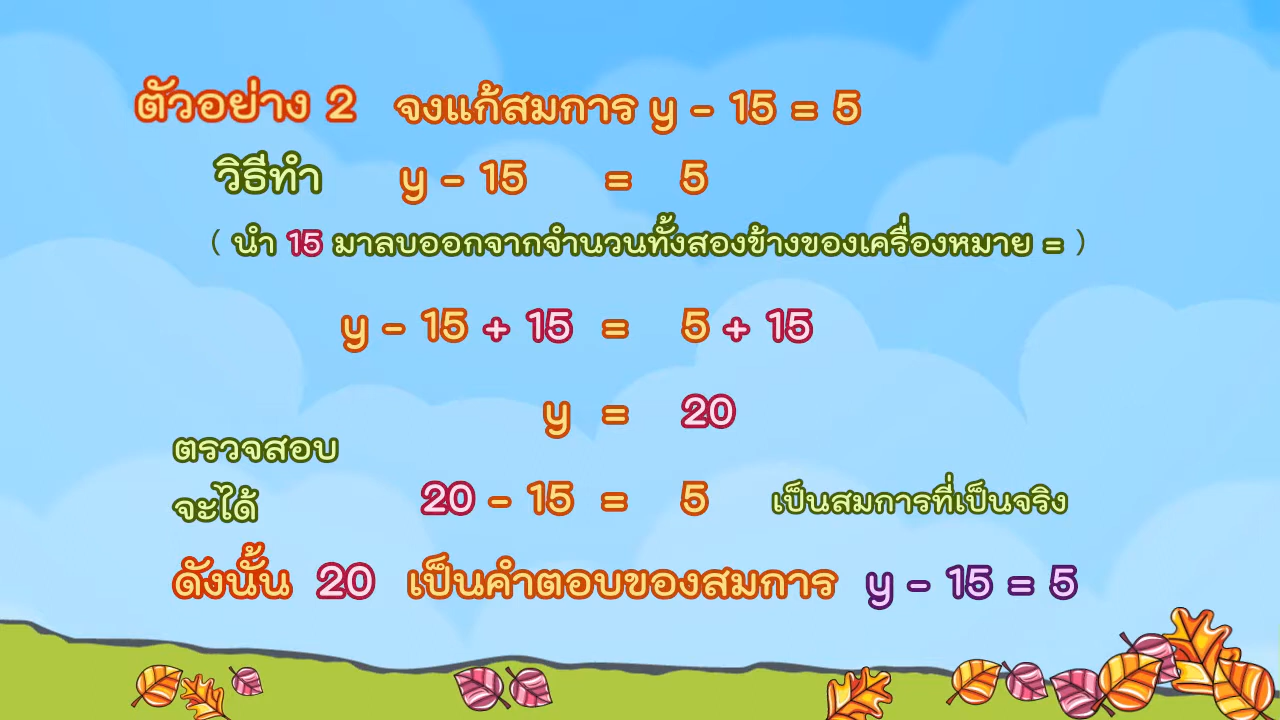 ตัวอย่าง 2 จงแก้สมการ y - 15 = 5
วิธีทำ y - 15 = 5
( นำ 15 มาลบออกจากจำนวนทั้งสองข้างของเครื่องหมาย = )
y - 15 + 15 = 5 + 15
y = 20
ตรวจสอบ
จะได้ 20 - 15 = 5 เป็นสมการที่เป็นจริง
ดังนั้น 20 เป็นคำตอบของสมการ y - 15 = 5